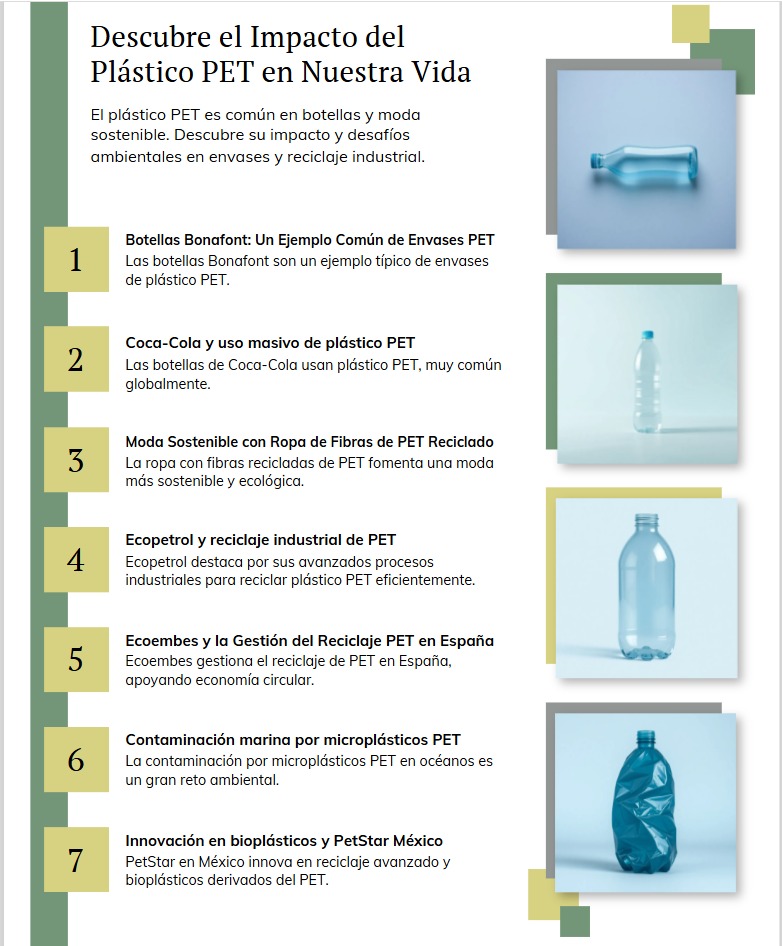 Descubre el Impacto del
Plástico PET en Nuestra Vida
El plástico PET es común en botellas y moda
sostenible. Descubre su impacto y desafíos
ambientales en envases y reciclaje industrial.
1
Botellas Bonafont: Un Ejemplo Común de Envases PET
Las botellas Bonafont son un ejemplo típico de envases
de plástico PET.
2
Coca-Cola y uso masivo de plástico PET
Las botellas de Coca-Cola usan plástico PET, muy común
globalmente.
3
Moda Sostenible con Ropa de Fibras de PET Reciclado
La ropa con fibras recicladas de PET fomenta una moda
más sostenible y ecológica.
4
Ecopetrol y reciclaje industrial de PET
Ecopetrol destaca por sus avanzados procesos
industriales para reciclar plástico PET eficientemente.
5
Ecoembes y la Gestión del Reciclaje PET en España
Ecoembes gestiona el reciclaje de PET en España,
apoyando economía circular.
6
Contaminación marina por microplásticos PET
La contaminación por microplásticos PET en océanos es
un gran reto ambiental.
7
Innovación en bioplásticos y PetStar México
PetStar en México innova en reciclaje avanzado y
bioplásticos derivados del PET.